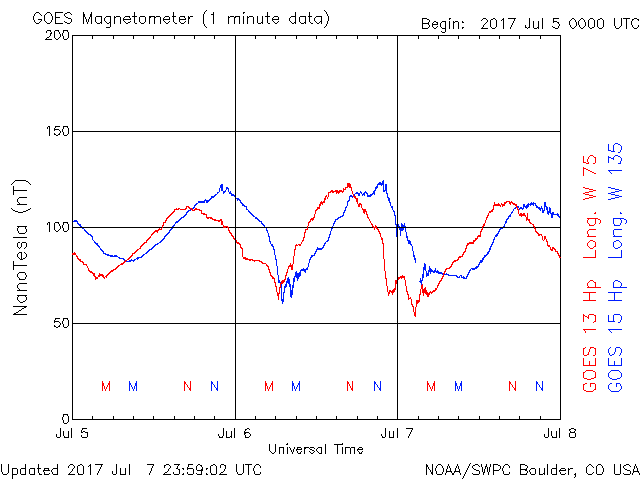 GOES Magnetometer (1 minute data)
Begin: 2017 Jul 5 0000 UTC
200
150
100
50
0
NanoTesla (nT)
GOES 13 Hp Long. W 75
GOES 15 Hp Long. W 135
M M N N M M N N M M N N
Jul 5 Jul 6 Jul 7 Jul 8
Universal Time
Updated 2017 Jul 7 23:59:02 UTC
NOAA/SWPC Boulder, CO USA